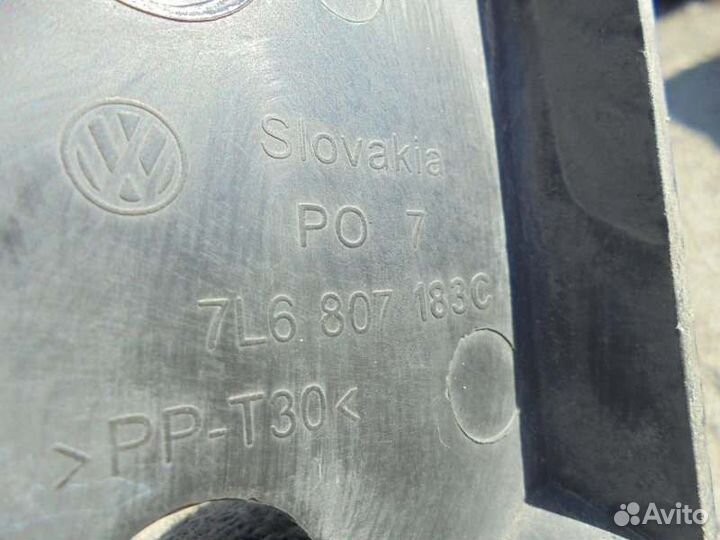 Slovakia
PO 7
7L6 807 183C
>PP-T30<
Avito